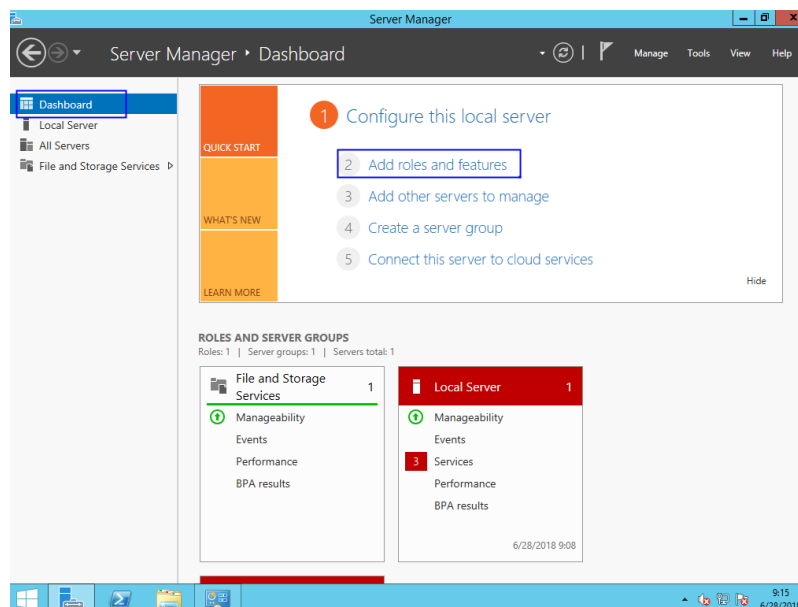 Server Manager
Server Manager • Dashboard
Manage Tools View Help
Dashboard
Local Server
All Servers
File and Storage Services
QUICK START
WHAT'S NEW
LEARN MORE
1 Configure this local server
2 Add roles and features
3 Add other servers to manage
4 Create a server group
5 Connect this server to cloud services
Hide
ROLES AND SERVER GROUPS
Roles: 1 | Server groups: 1 | Servers total: 1
File and Storage
Services 1
Manageability
Events
Performance
BPA results
Local Server 1
Manageability
Events
3 Services
Performance
BPA results
6/28/2018 9:08
9:15
6/28/2018